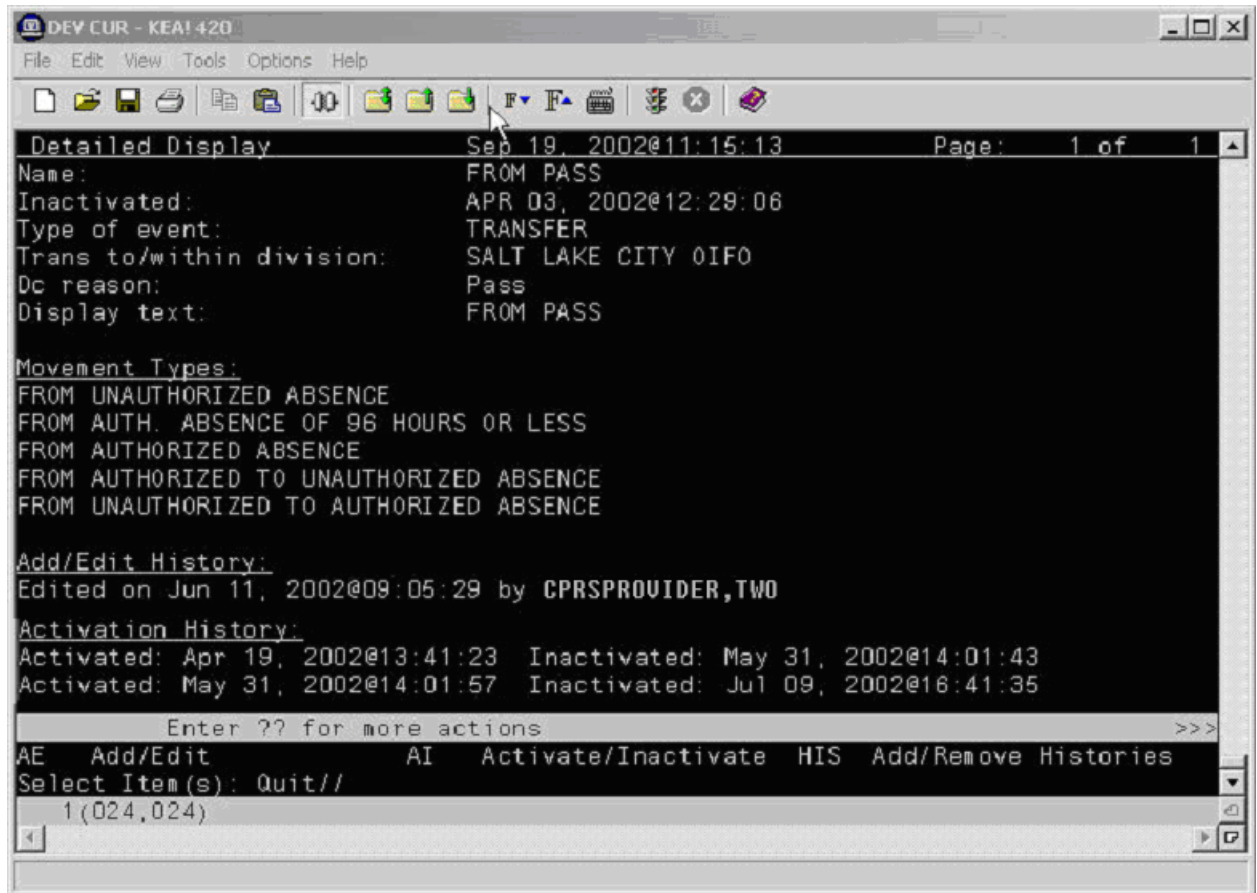 DEV CUR - KEA! 420
File Edit View Tools Options Help
Detailed Display Sep 19, 2002@11:15:13 Page: 1 of 1
Name: FROM PASS
Inactivated: APR 03, 2002@12:29:06
Type of event: TRANSFER
Trans to/within division: SALT LAKE CITY OIFO
Dc reason: Pass
Display text: FROM PASS
Movement Types:
FROM UNAUTHORIZED ABSENCE
FROM AUTH. ABSENCE OF 96 HOURS OR LESS
FROM AUTHORIZED ABSENCE
FROM AUTHORIZED TO UNAUTHORIZED ABSENCE
FROM UNAUTHORIZED TO AUTHORIZED ABSENCE
Add/Edit History:
Edited on Jun 11, 2002@09:05:29 by CPRSPROVIDER,TWO
Activation History:
Activated: Apr 19, 2002@13:41:23 Inactivated: May 31, 2002@14:01:43
Activated: May 31, 2002@14:01:57 Inactivated: Jul 09, 2002@16:41:35
Enter ?? for more actions >>>
AE Add/Edit AI Activate/Inactivate HIS Add/Remove Histories
Select Item(s): Quit//
1(024,024)